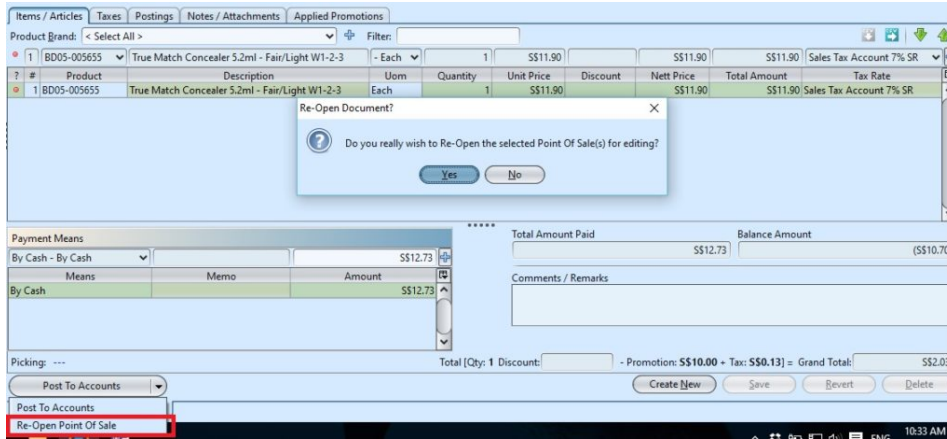 Items / Articles Taxes Postings Notes / Attachments Applied Promotions
Product Brand: < Select All > Filter:
1 BD05-005655 True Match Concealer 5.2ml - Fair/Light W1-2-3 - Each 1 S$11.90 S$11.90 S$11.90 Sales Tax Account 7% SR
? # Product Description Uom Quantity Unit Price Discount Nett Price Total Amount Tax Rate
1 BD05-005655 True Match Concealer 5.2ml - Fair/Light W1-2-3 Each 1 S$11.90 S$11.90 S$11.90 Sales Tax Account 7% SR
Re-Open Document?
Do you really wish to Re-Open the selected Point Of Sale(s) for editing?
Yes No
Payment Means Total Amount Paid Balance Amount
By Cash - By Cash S$12.73 S$12.73 (S$10.70
Means Memo Amount Comments / Remarks
By Cash S$12.73
Picking: --- Total [Qty: 1 Discount: - Promotion: S$10.00 + Tax: S$0.13] = Grand Total: S$2.03
Post To Accounts Create New Save Revert Delete
Post To Accounts
Re-Open Point Of Sale
ENG 10:33 AM